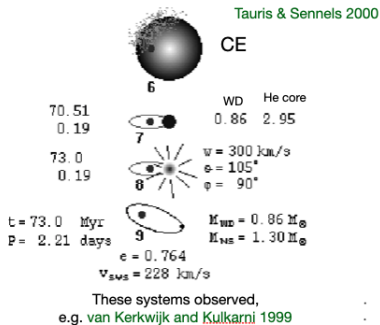 Tauris & Sennels 2000
CE
6
WD He core
70.51 0.86 2.95
0.19
7
73.0 w = 300 km/s
0.19 θ = 105°
8 φ = 90°
t = 73.0 Myr M_WD = 0.86 M⊙
P = 2.21 days M_NS = 1.30 M⊙
9
e = 0.764
v_sys = 228 km/s
These systems observed,
e.g. van Kerkwijk and Kulkarni 1999